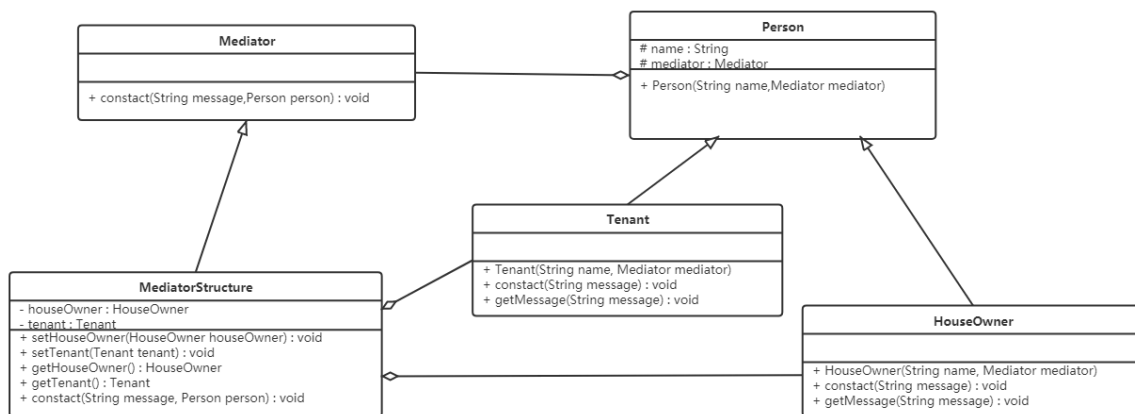 Mediator
+ constact(String message,Person person) : void
Person
# name : String
# mediator : Mediator
+ Person(String name,Mediator mediator)
Tenant
+ Tenant(String name, Mediator mediator)
+ constact(String message) : void
+ getMessage(String message) : void
MediatorStructure
- houseOwner : HouseOwner
- tenant : Tenant
+ setHouseOwner(HouseOwner houseOwner) : void
+ setTenant(Tenant tenant) : void
+ getHouseOwner() : HouseOwner
+ getTenant() : Tenant
+ constact(String message, Person person) : void
HouseOwner
+ HouseOwner(String name, Mediator mediator)
+ constact(String message) : void
+ getMessage(String message) : void